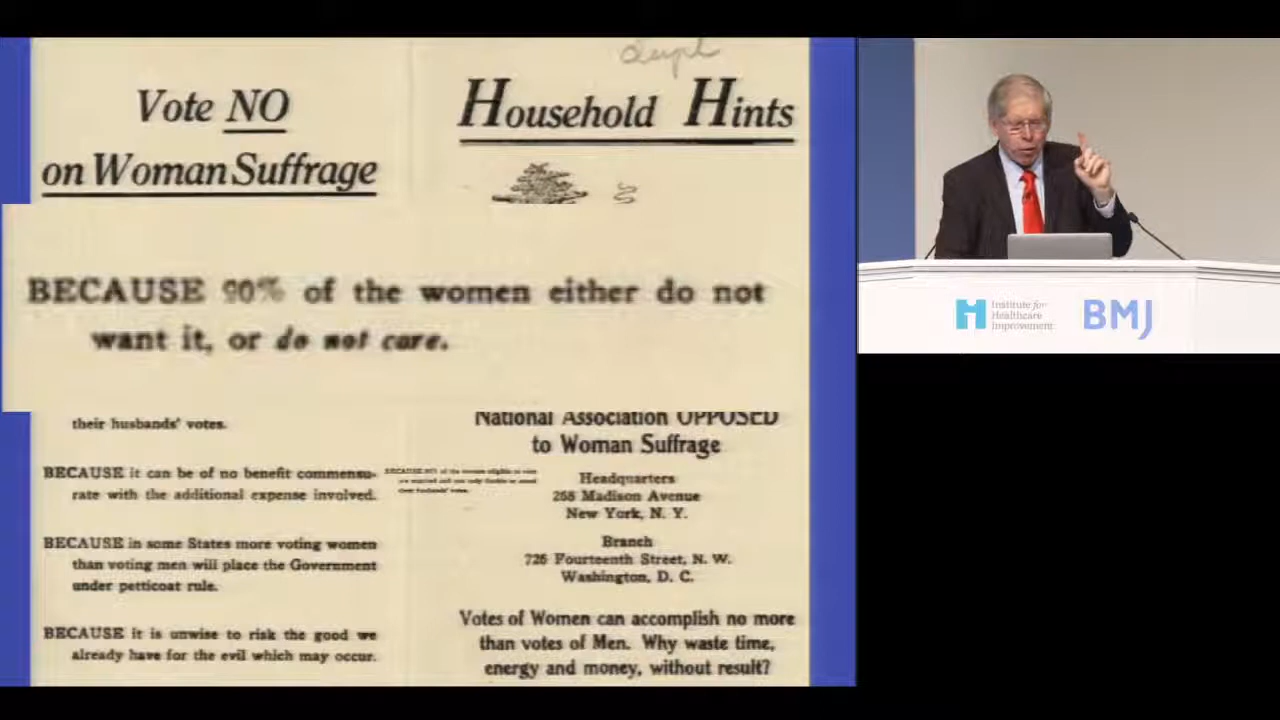 Vote NO
on Woman Suffrage
BECAUSE 90% of the women either do not
want it, or do not care.
their husbands' votes.
BECAUSE it can be of no benefit commensu-
rate with the additional expense involved.
BECAUSE in some States more voting women
than voting men will place the Government
under petticoat rule.
BECAUSE it is unwise to risk the good we
already have for the evil which may occur.
Household Hints
National Association OPPOSED
to Woman Suffrage
Headquarters
268 Madison Avenue
New York, N. Y.
Branch
726 Fourteenth Street, N. W.
Washington, D. C.
Votes of Women can accomplish no more
than votes of Men. Why waste time,
energy and money, without result?
Institute for
Healthcare
Improvement
BMJ